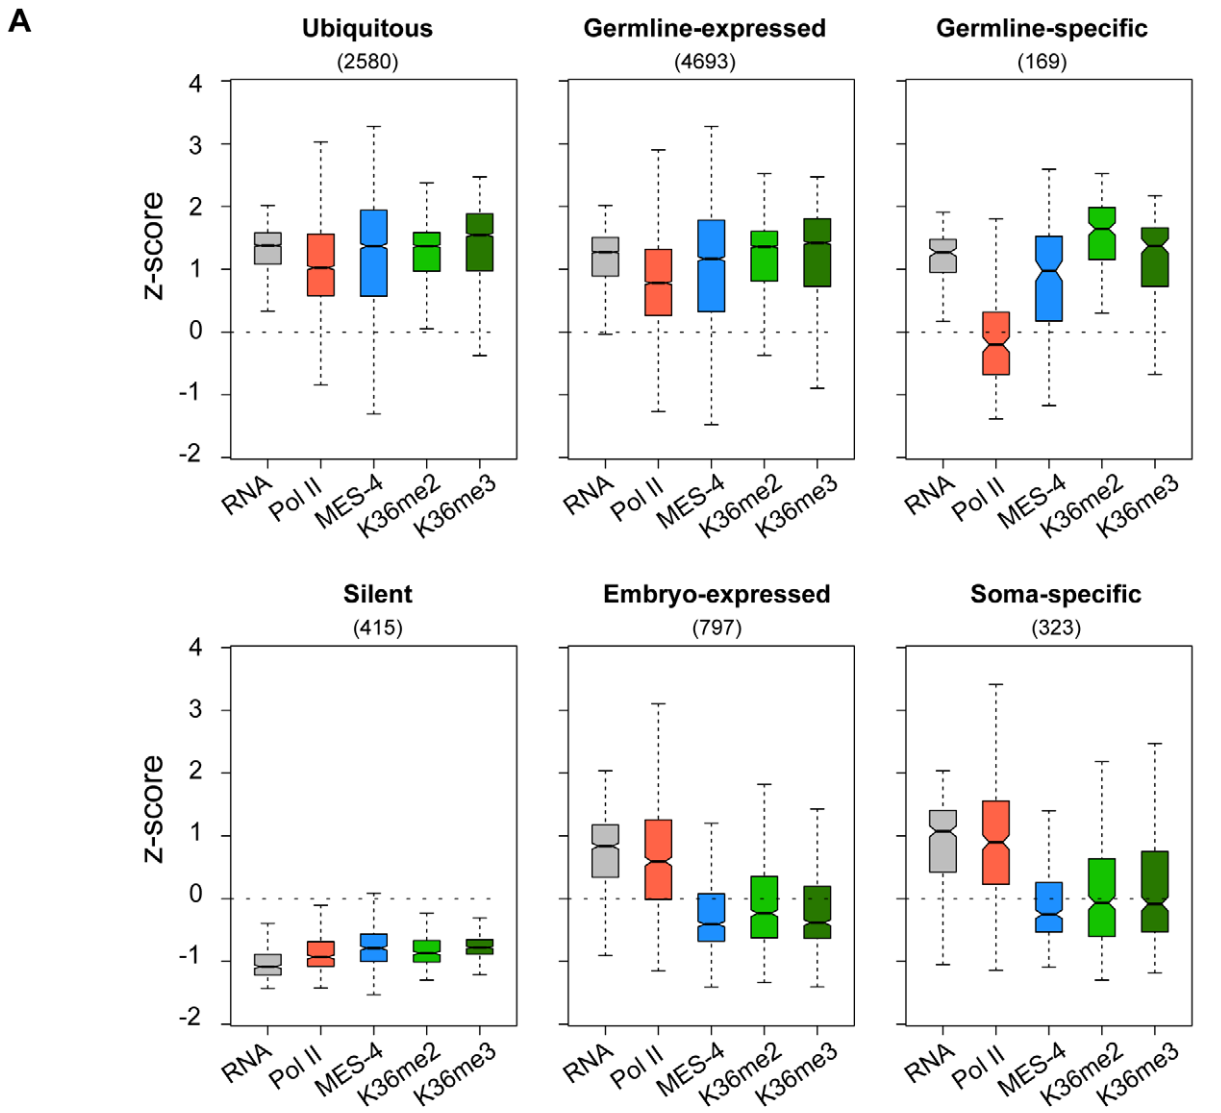 A
Ubiquitous
(2580)
Germline-expressed
(4693)
Germline-specific
(169)
z-score
4
3
2
1
0
-1
-2
RNA
Pol II
MES-4
K36me2
K36me3
RNA
Pol II
MES-4
K36me2
K36me3
RNA
Pol II
MES-4
K36me2
K36me3
Silent
(415)
Embryo-expressed
(797)
Soma-specific
(323)
z-score
4
3
2
1
0
-1
-2
RNA
Pol II
MES-4
K36me2
K36me3
RNA
Pol II
MES-4
K36me2
K36me3
RNA
Pol II
MES-4
K36me2
K36me3